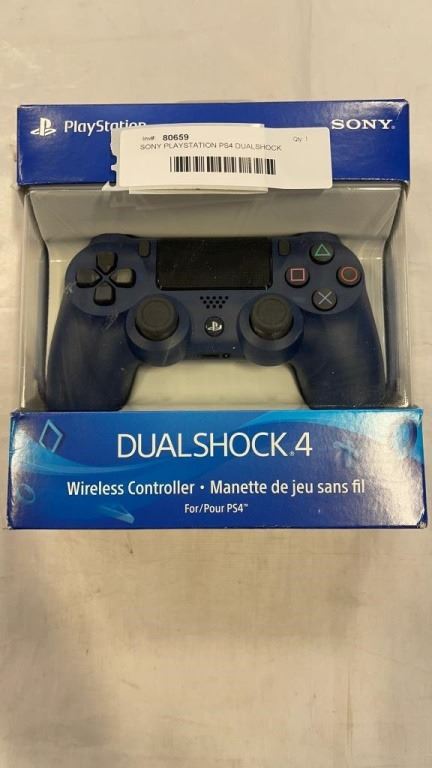 PlayStation
SONY
Inv#: 80659
Qty: 1
SONY PLAYSTATION PS4 DUALSHOCK
DUALSHOCK®4
Wireless Controller • Manette de jeu sans fil
For/Pour PS4™